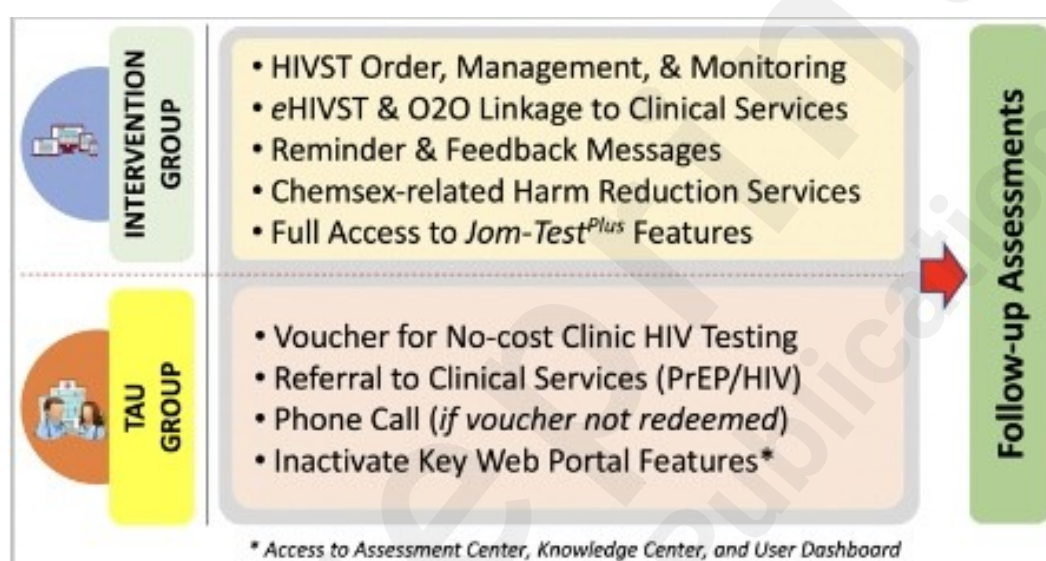 INTERVENTION
GROUP
• HIVST Order, Management, & Monitoring
• eHIVST & O2O Linkage to Clinical Services
• Reminder & Feedback Messages
• Chemsex-related Harm Reduction Services
• Full Access to Jom-TestPlus Features
TAU
GROUP
• Voucher for No-cost Clinic HIV Testing
• Referral to Clinical Services (PrEP/HIV)
• Phone Call (if voucher not redeemed)
• Inactivate Key Web Portal Features*
Follow-up Assessments
* Access to Assessment Center, Knowledge Center, and User Dashboard